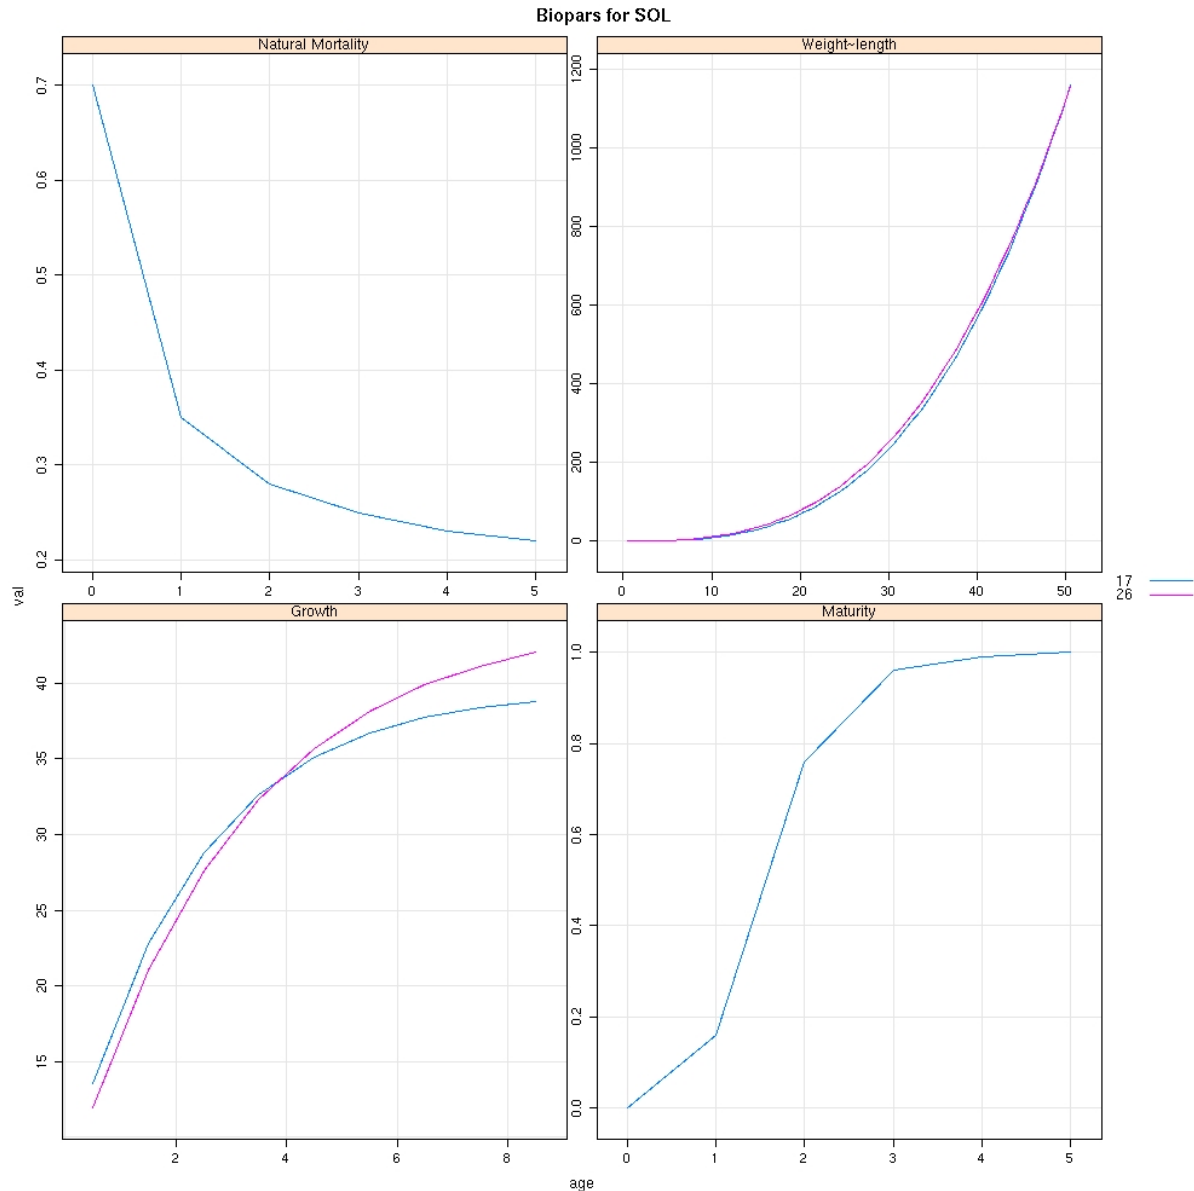 Biopars for SOL
Natural Mortality
Weight~length
0.2 0.3 0.4 0.5 0.6 0.7
0 200 400 600 800 1000 1200
0 1 2 3 4 5
0 10 20 30 40 50
val
17
26
Growth
Maturity
15 20 25 30 35 40
0.0 0.2 0.4 0.6 0.8 1.0
2 4 6 8
0 1 2 3 4 5
age